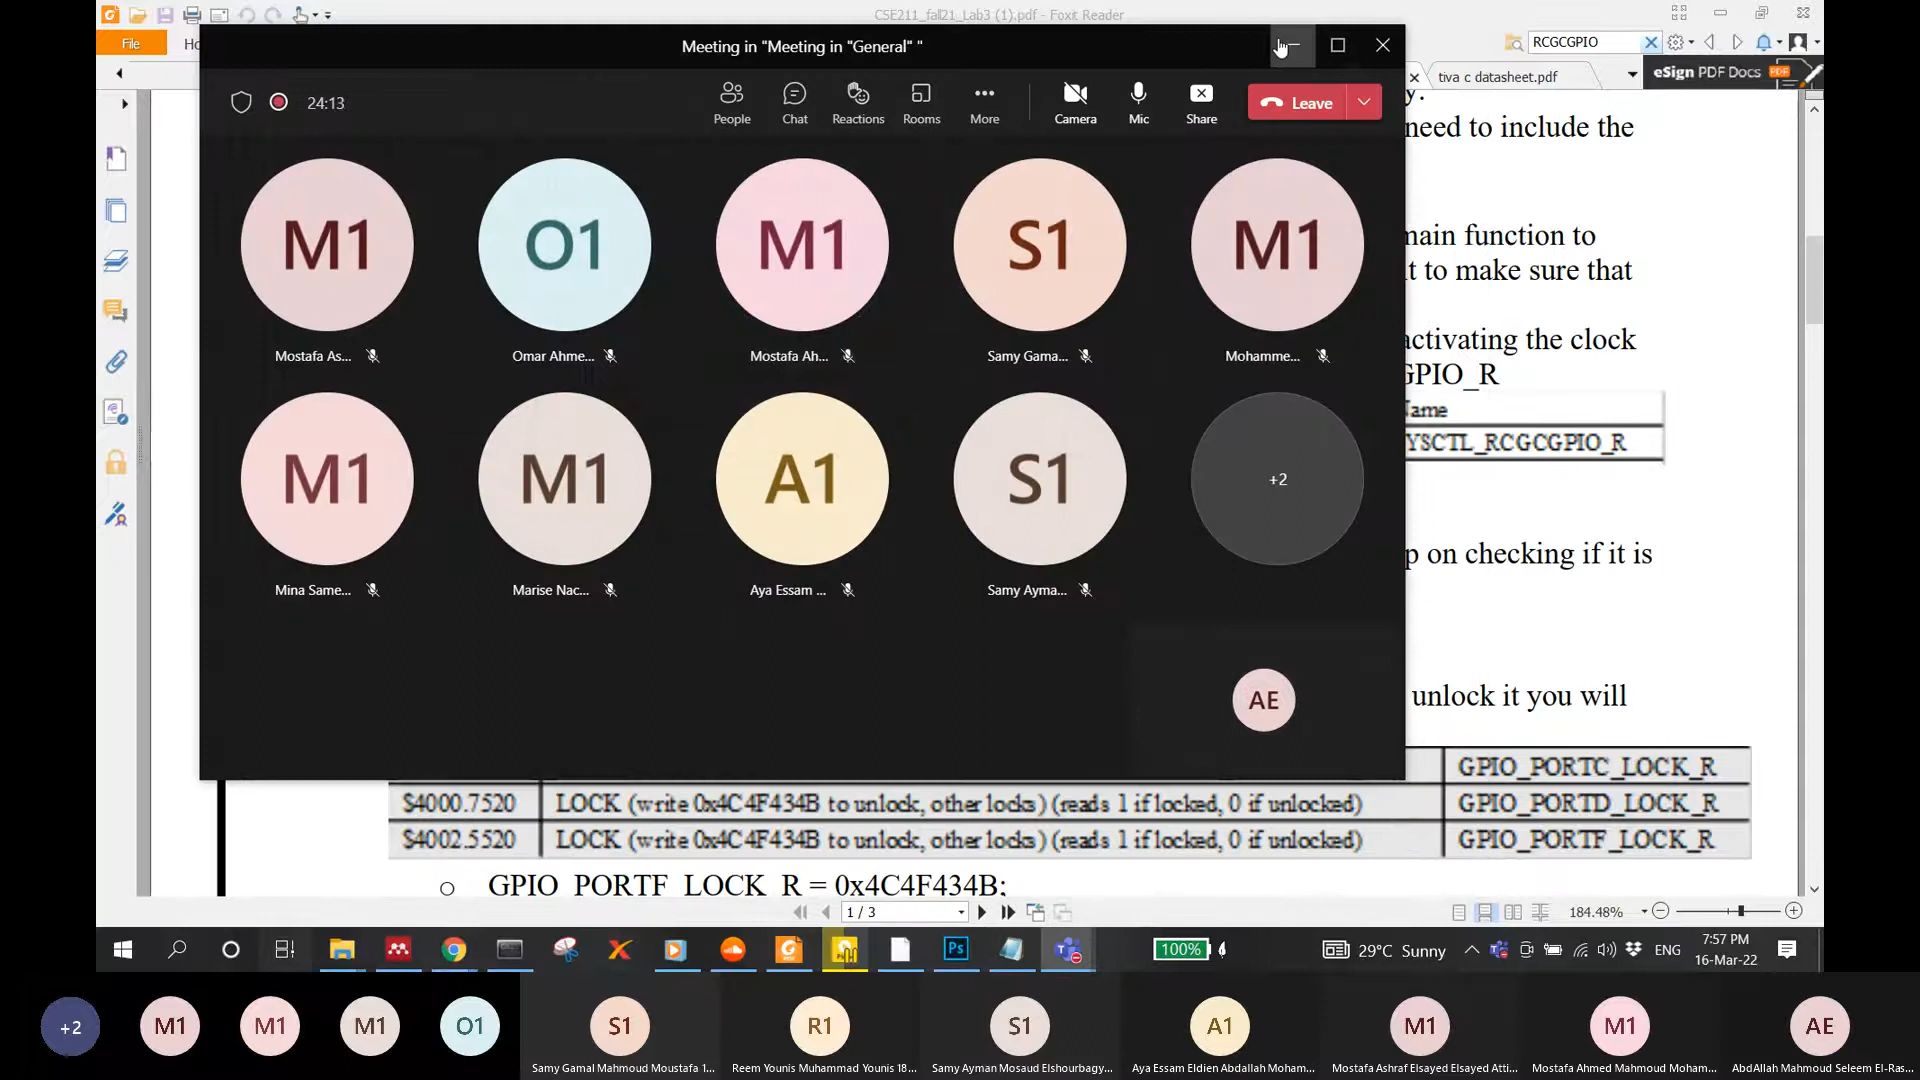 CSE211_fall21_Lab3 (1).pdf - Foxit Reader
File
RCGCGPIO
tiva c datasheet.pdf
eSign PDF Docs
Meeting in "Meeting in "General" "
24:13
People
Chat
Reactions
Rooms
More
Camera
Mic
Share
Leave
M1
O1
M1
S1
M1
Mostafa As...
Omar Ahme...
Mostafa Ah...
Samy Gama...
Mohamme...
M1
M1
A1
S1
+2
Mina Same...
Marise Nac...
Aya Essam ...
Samy Ayma...
AE
need to include the
main function to
t to make sure that
activating the clock
GPIO_R
Name
YSCTL_RCGCGPIO_R
p on checking if it is
unlock it you will
GPIO_PORTC_LOCK_R
$4000.7520 LOCK (write 0x4C4F434B to unlock, other locks) (reads 1 if locked, 0 if unlocked) GPIO_PORTD_LOCK_R
$4002.5520 LOCK (write 0x4C4F434B to unlock, other locks) (reads 1 if locked, 0 if unlocked) GPIO_PORTF_LOCK_R
o GPIO_PORTF_LOCK_R = 0x4C4F434B;
1 / 3
184.48%
Ps
100%
29°C Sunny
ENG
7:57 PM
16-Mar-22
+2
M1
M1
M1
O1
S1
R1
S1
A1
M1
M1
AE
Samy Gamal Mahmoud Moustafa 1...
Reem Younis Muhammad Younis 18...
Samy Ayman Mosaud Elshourbagy...
Aya Essam Eldien Abdallah Moham...
Mostafa Ashraf Elsayed Elsayed Atti...
Mostafa Ahmed Mahmoud Moham...
AbdAllah Mahmoud Seleem El-Ras...